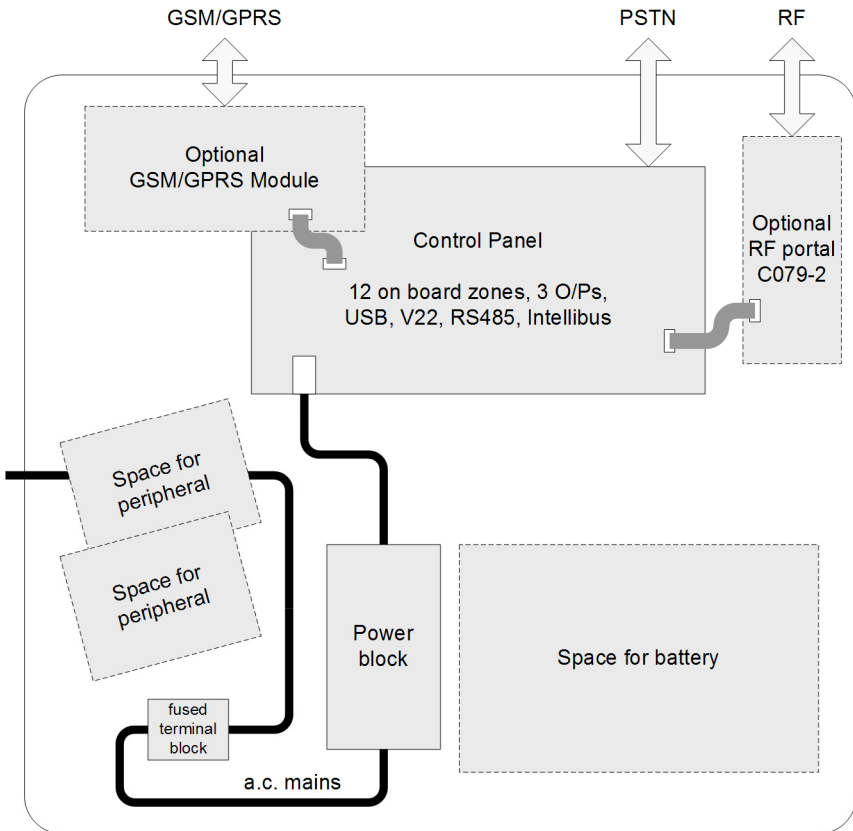 GSM/GPRS
PSTN
RF
Optional
GSM/GPRS Module
Control Panel
12 on board zones, 3 O/Ps,
USB, V22, RS485, Intellibus
Optional
RF portal
C079-2
Space for
peripheral
Space for
peripheral
Power
block
Space for battery
fused
terminal
block
a.c. mains